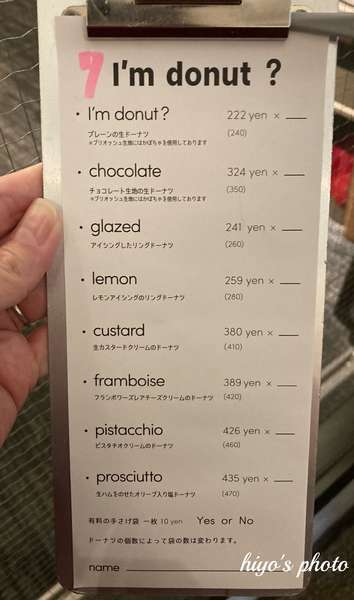 7 I'm donut ?
・I'm donut ? 222 yen × ___
プレーンの生ドーナツ (240)
※ブリオッシュ生地にはかぼちゃを使用しております
・chocolate 324 yen × ___
チョコレート生地の生ドーナツ (350)
※ブリオッシュ生地にはかぼちゃを使用しております
・glazed 241 yen × ___
アイシングしたリングドーナツ (260)
・lemon 259 yen × ___
レモンアイシングのリングドーナツ (280)
・custard 380 yen × ___
生カスタードクリームのドーナツ (410)
・framboise 389 yen × ___
フランボワーズレアチーズクリームのドーナツ (420)
・pistacchio 426 yen × ___
ピスタチオクリームのドーナツ (460)
・prosciutto 435 yen × ___
生ハムをのせたオリーブ入り塩ドーナツ (470)
有料の手さげ袋 一枚 10 yen Yes or No
ドーナツの個数によって袋の数は変わります。
name ___
hiyo's photo